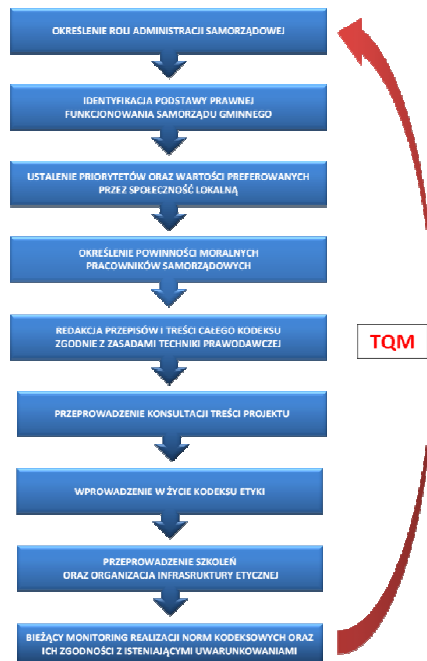 OKREŚLENIE ROLI ADMINISTRACJI SAMORZĄDOWEJ
IDENTYFIKACJA PODSTAWY PRAWNEJ
FUNKCJONOWANIA SAMORZĄDU GMINNEGO
USTALENIE PRIORYTETÓW ORAZ WARTOŚCI PREFEROWANYCH
PRZEZ SPOŁECZNOŚĆ LOKALNĄ
OKREŚLENIE POWINNOŚCI MORALNYCH
PRACOWNIKÓW SAMORZĄDOWYCH
REDAKCJA PRZEPISÓW I TREŚCI CAŁEGO KODEKSU
ZGODNIE Z ZASADAMI TECHNIKI PRAWODAWCZEJ
TQM
PRZEPROWADZENIE KONSULTACJI TREŚCI PROJEKTU
WPROWADZENIE W ŻYCIE KODEKSU ETYKI
PRZEPROWADZENIE SZKOLEŃ
ORAZ ORGANIZACJA INFRASRUKTURY ETYCZNEJ
BIEŻĄCY MONITORING REALIZACJI NORM KODEKSOWYCH ORAZ
ICH ZGODNOŚCI Z ISTENIAJĄCYMI UWARUNKOWANIAMI